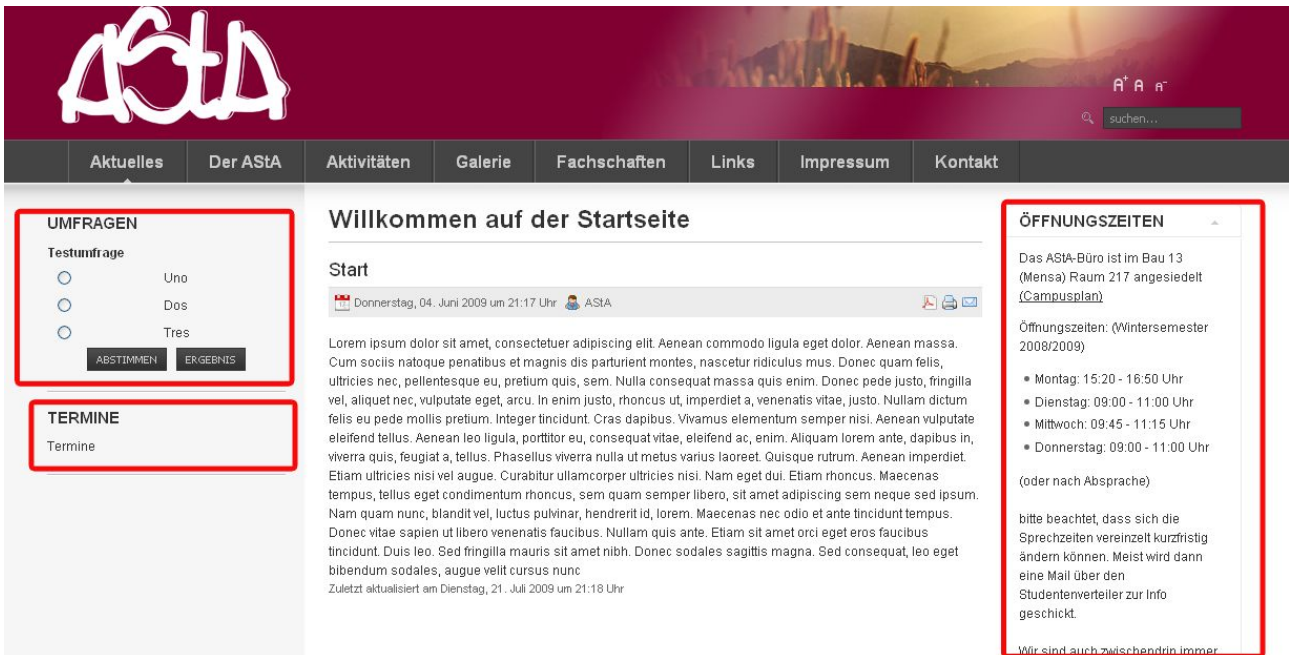 AStA
A+ A A-
suchen...
Aktuelles Der AStA Aktivitäten Galerie Fachschaften Links Impressum Kontakt
UMFRAGEN
Testumfrage
Uno
Dos
Tres
ABSTIMMEN ERGEBNIS
TERMINE
Termine
Willkommen auf der Startseite
Start
Donnerstag, 04. Juni 2009 um 21:17 Uhr AStA
Lorem ipsum dolor sit amet, consectetuer adipiscing elit. Aenean commodo ligula eget dolor. Aenean massa.
Cum sociis natoque penatibus et magnis dis parturient montes, nascetur ridiculus mus. Donec quam felis,
ultricies nec, pellentesque eu, pretium quis, sem. Nulla consequat massa quis enim. Donec pede justo, fringilla
vel, aliquet nec, vulputate eget, arcu. In enim justo, rhoncus ut, imperdiet a, venenatis vitae, justo. Nullam dictum
felis eu pede mollis pretium. Integer tincidunt. Cras dapibus. Vivamus elementum semper nisi. Aenean vulputate
eleifend tellus. Aenean leo ligula, porttitor eu, consequat vitae, eleifend ac, enim. Aliquam lorem ante, dapibus in,
viverra quis, feugiat a, tellus. Phasellus viverra nulla ut metus varius laoreet. Quisque rutrum. Aenean imperdiet.
Etiam ultricies nisi vel augue. Curabitur ullamcorper ultricies nisi. Nam eget dui. Etiam rhoncus. Maecenas
tempus, tellus eget condimentum rhoncus, sem quam semper libero, sit amet adipiscing sem neque sed ipsum.
Nam quam nunc, blandit vel, luctus pulvinar, hendrerit id, lorem. Maecenas nec odio et ante tincidunt tempus.
Donec vitae sapien ut libero venenatis faucibus. Nullam quis ante. Etiam sit amet orci eget eros faucibus
tincidunt. Duis leo. Sed fringilla mauris sit amet nibh. Donec sodales sagittis magna. Sed consequat, leo eget
bibendum sodales, augue velit cursus nunc
Zuletzt aktualisiert am Dienstag, 21. Juli 2009 um 21:18 Uhr
ÖFFNUNGSZEITEN
Das AStA-Büro ist im Bau 13
(Mensa) Raum 217 angesiedelt
(Campusplan)
Öffnungszeiten: (Wintersemester
2008/2009)
Montag: 15:20 - 16:50 Uhr
Dienstag: 09:00 - 11:00 Uhr
Mittwoch: 09:45 - 11:15 Uhr
Donnerstag: 09:00 - 11:00 Uhr
(oder nach Absprache)
bitte beachtet, dass sich die
Sprechzeiten vereinzelt kurzfristig
ändern können. Meist wird dann
eine Mail über den
Studentenverteiler zur Info
geschickt.
Wir sind auch zwischendrin immer